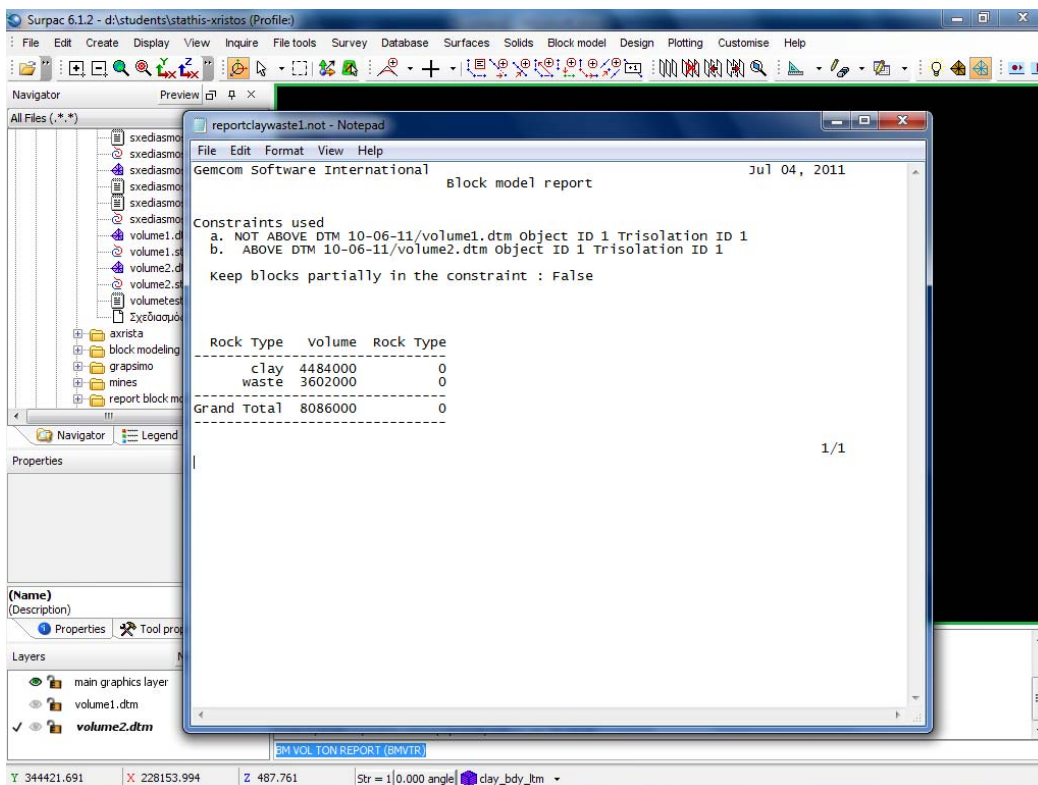 Surpac 6.1.2 - d:\students\stathis-xristos (Profile:)
File Edit Create Display View Inquire File tools Survey Database Surfaces Solids Block model Design Plotting Customise Help
Navigator Preview
All Files (.*.*)
sxediasmo
sxediasmo
sxediasmo
sxediasmo
sxediasmo
sxediasmo
volume1.d
volume1.st
volume2.d
volume2.st
volumetest
Σχεδιασμό
axrista
block modeling
grapsimo
mines
report block mo
Navigator Legend
Properties
(Name)
(Description)
Properties Tool prop
Layers
main graphics layer
volume1.dtm
volume2.dtm
reportclaywaste1.not - Notepad
File Edit Format View Help
Gemcom Software International Jul 04, 2011
Block model report
Constraints used
a. NOT ABOVE DTM 10-06-11/volume1.dtm Object ID 1 Trisolation ID 1
b. ABOVE DTM 10-06-11/volume2.dtm Object ID 1 Trisolation ID 1
Keep blocks partially in the constraint : False
Rock Type Volume Rock Type
clay 4484000 0
waste 3602000 0
Grand Total 8086000 0
1/1
BM VOL TON REPORT (BMVTR)
Y 344421.691 X 228153.994 Z 487.761 Str = 1 0.000 angle clay_bdy_ltm